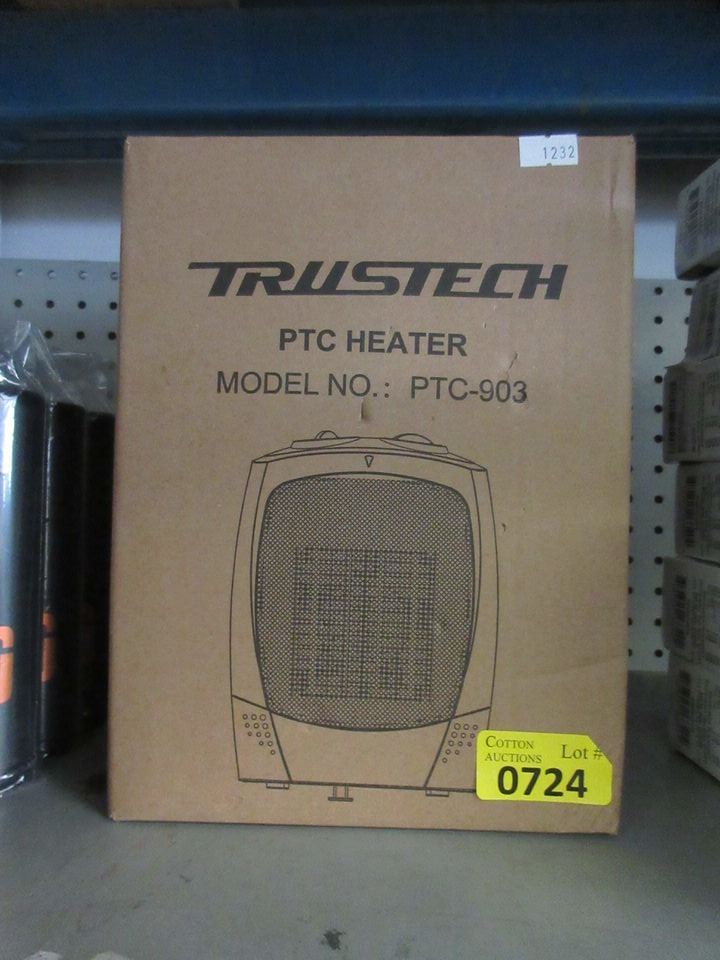 1232
TRUSTECH
PTC HEATER
MODEL NO.: PTC-903
COTTON AUCTIONS Lot #
0724